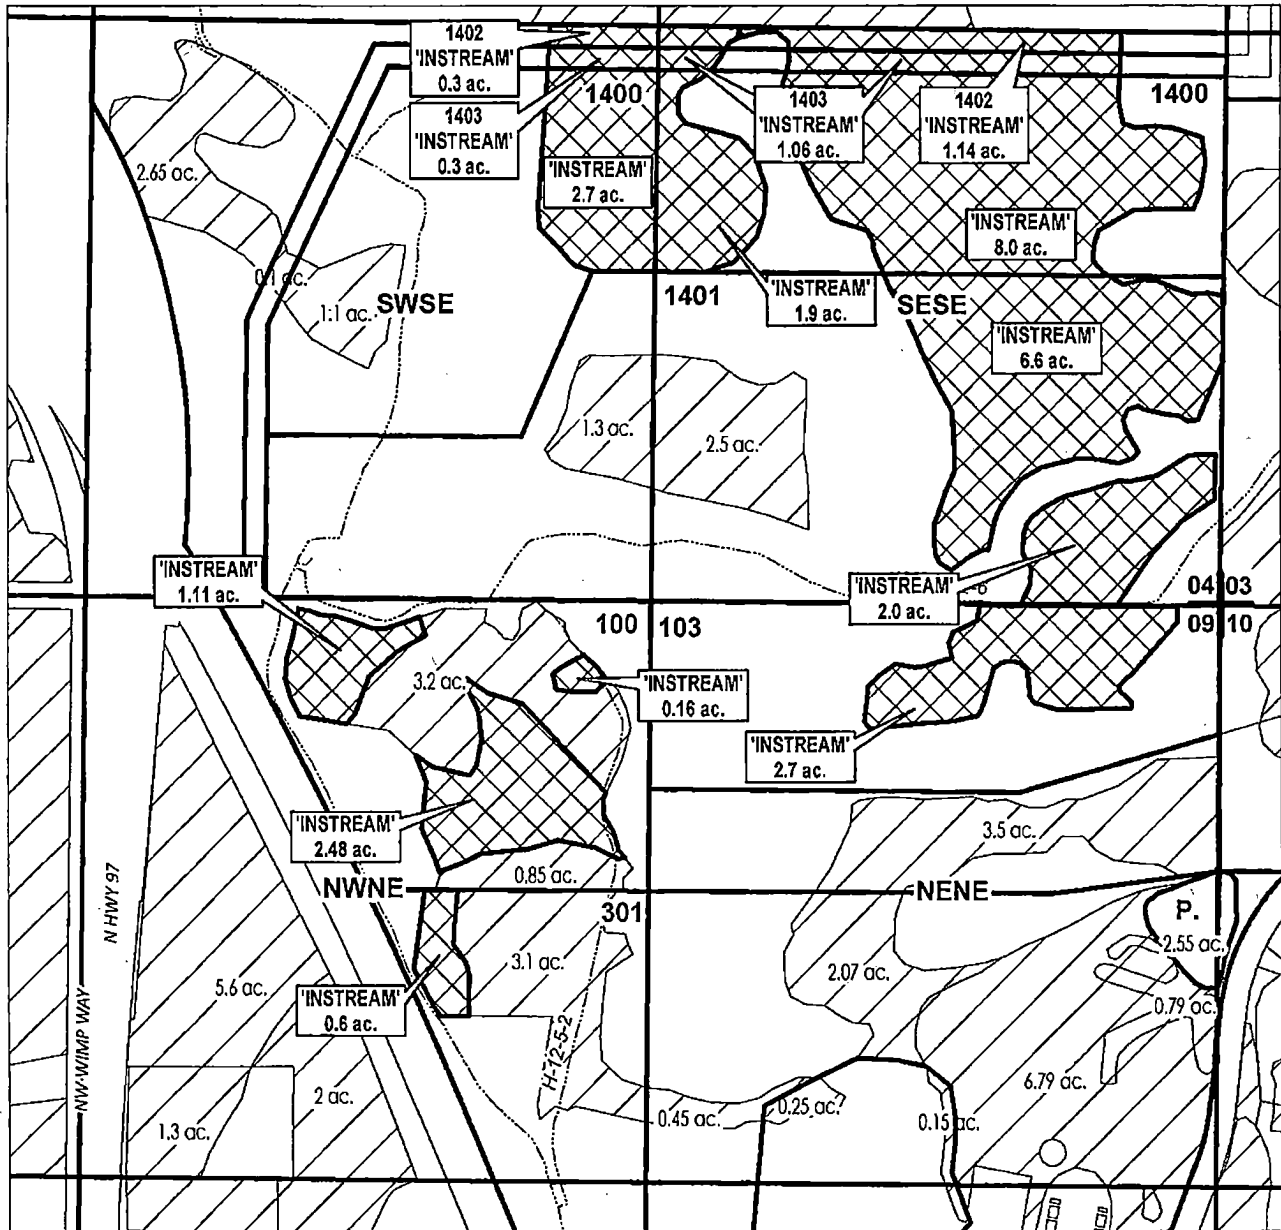 1402
'INSTREAM'
0.3 ac.
1403
'INSTREAM'
0.3 ac.
1400
1403
'INSTREAM'
1.06 ac.
1402
'INSTREAM'
1.14 ac.
1400
2.65 ac.
'INSTREAM'
2.7 ac.
'INSTREAM'
8.0 ac.
0.1 ac.
1.1 ac.
SWSE
1401
'INSTREAM'
1.9 ac.
SESE
'INSTREAM'
6.6 ac.
1.3 ac.
2.5 ac.
'INSTREAM'
1.11 ac.
'INSTREAM'
2.0 ac.
04 03
09 10
100
103
3.2 ac.
'INSTREAM'
0.16 ac.
'INSTREAM'
2.7 ac.
'INSTREAM'
2.48 ac.
3.5 ac.
0.85 ac.
NWNE
NENE
301
P.
2.55 ac.
N HWY 97
3.1 ac.
2.07 ac.
5.6 ac.
'INSTREAM'
0.6 ac.
0.79 ac.
NW WIMP WAY
H-12-5-2
2 ac.
6.79 ac.
0.45 ac.
0.25 ac.
0.15 ac.
1.3 ac.